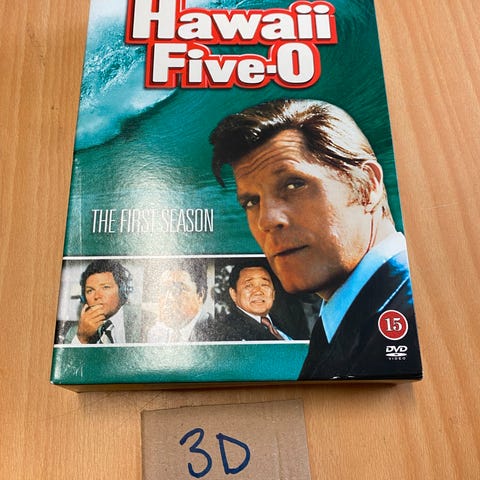 Hawaii
Five-O
THE FIRST SEASON
15
DVD
VIDEO
3D